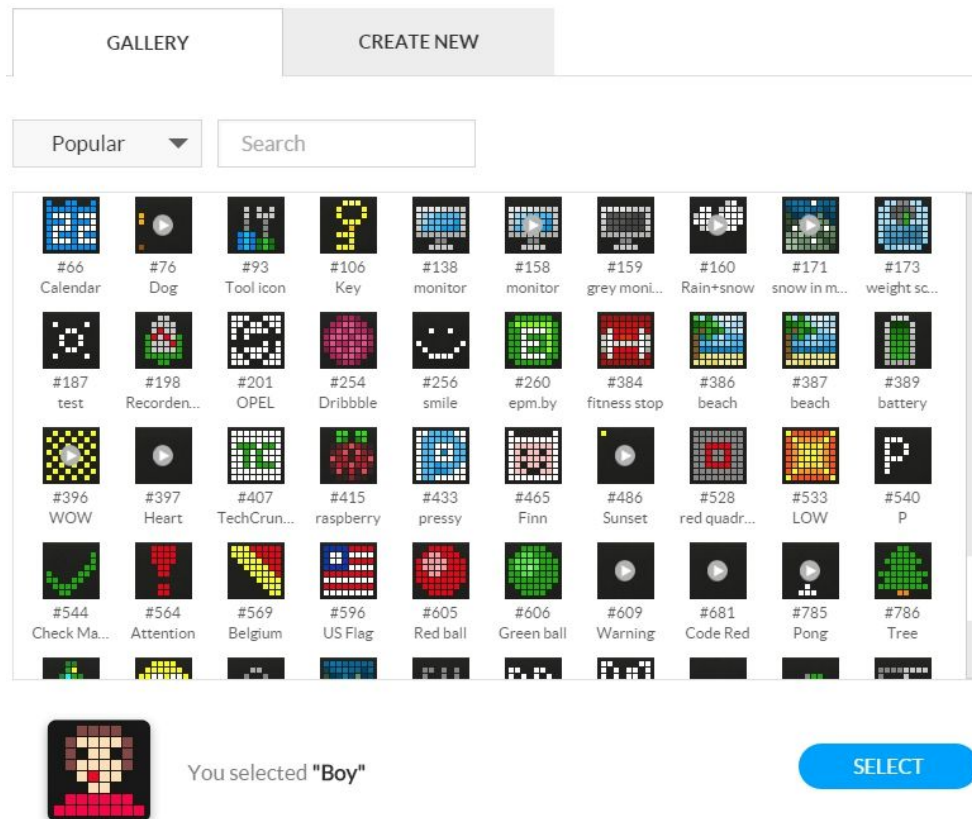 GALLERY CREATE NEW
Popular Search
#66 #76 #93 #106 #138 #158 #159 #160 #171 #173
Calendar Dog Tool icon Key monitor monitor grey moni... Rain+snow snow in m... weight sc...
#187 #198 #201 #254 #256 #260 #384 #386 #387 #389
test Recorden... OPEL Dribbble smile epm.by fitness stop beach beach battery
#396 #397 #407 #415 #433 #465 #486 #528 #533 #540
WOW Heart TechCrun... raspberry pressy Finn Sunset red quadr... LOW P
#544 #564 #569 #596 #605 #606 #609 #681 #785 #786
Check Ma... Attention Belgium US Flag Red ball Green ball Warning Code Red Pong Tree
You selected "Boy" SELECT